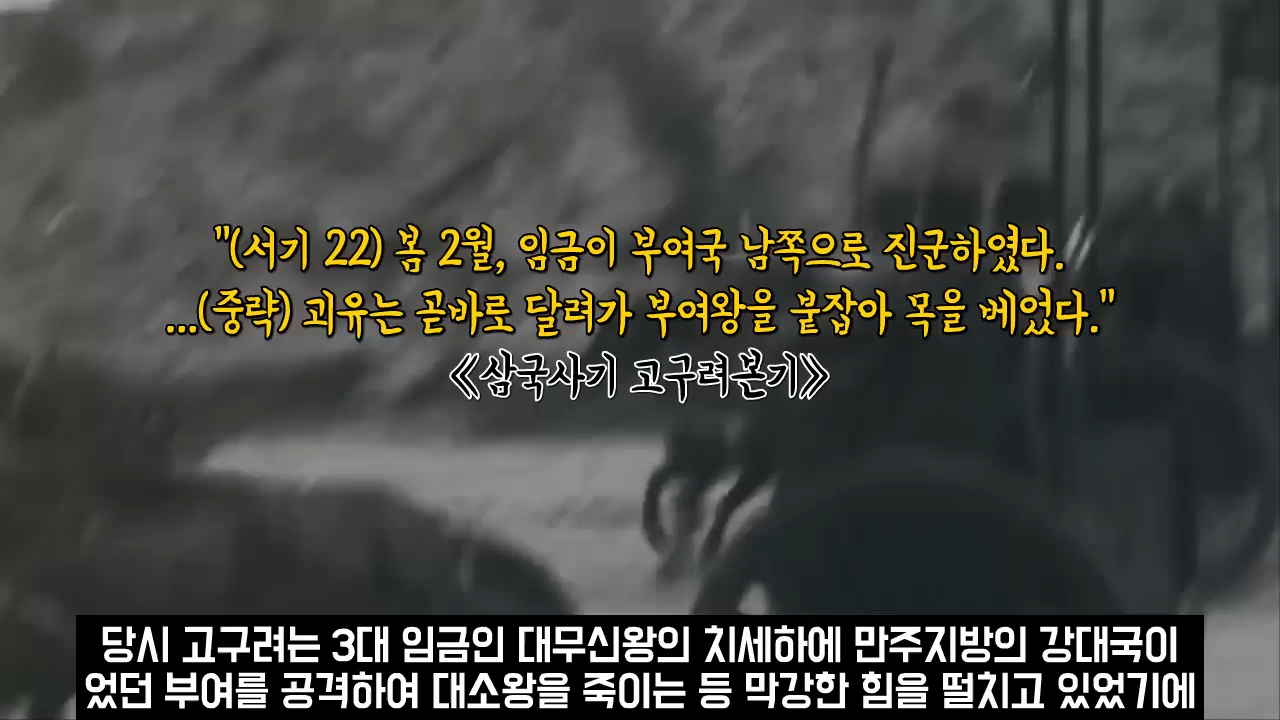 "(서기 22) 봄 2월, 임금이 부여국 남쪽으로 진군하였다.
...(중략) 괴유는 곧바로 달려가 부여왕을 붙잡아 목을 베었다."
《삼국사기 고구려본기》
당시 고구려는 3대 임금인 대무신왕의 치세하에 만주지방의 강대국이
었던 부여를 공격하여 대소왕을 죽이는 등 막강한 힘을 떨치고 있었기에